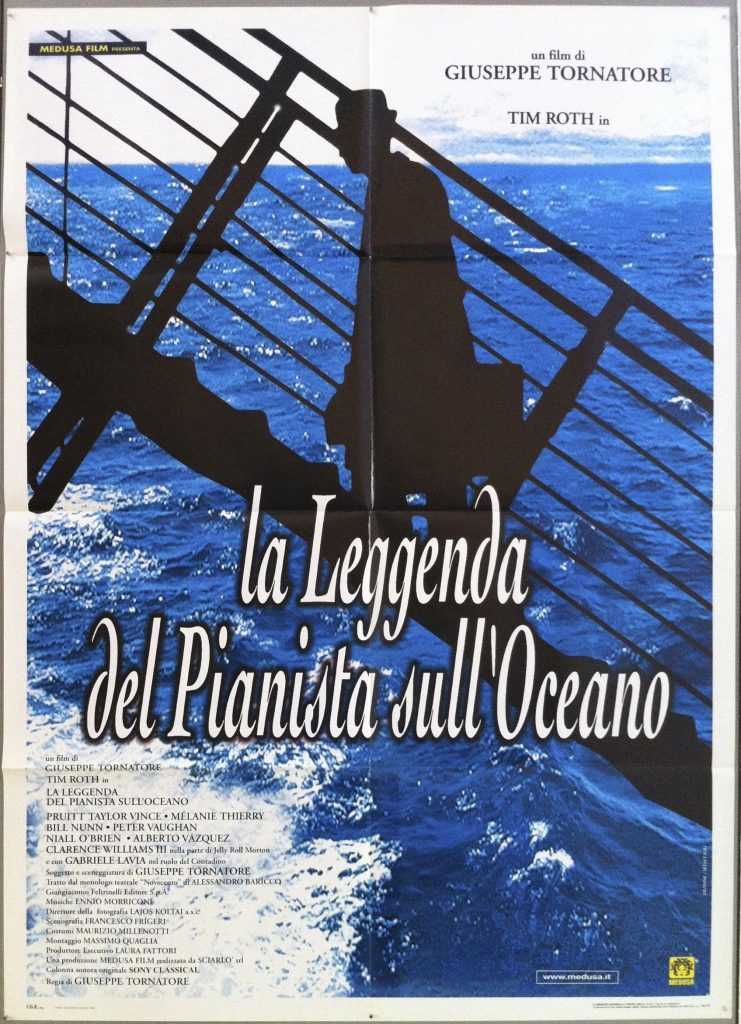 MEDUSA FILM PRESENTA
un film di
GIUSEPPE TORNATORE
TIM ROTH in
la Leggenda
del Pianista sull'Oceano
un film di
GIUSEPPE TORNATORE
TIM ROTH in
LA LEGGENDA
DEL PIANISTA SULL'OCEANO
PRUITT TAYLOR VINCE • MÉLANIE THIERRY
BILL NUNN • PETER VAUGHAN
NIALL O'BRIEN • ALBERTO VÁZQUEZ
CLARENCE WILLIAMS III nella parte di Jelly Roll Morton
e con GABRIELE LAVIA nel ruolo del Contadino
Soggetto e sceneggiatura di GIUSEPPE TORNATORE
Tratto dal monologo teatrale "Novecento" di ALESSANDRO BARICCO
Giangiacomo Feltrinelli Editore S.p.A.
Musiche ENNIO MORRICONE
Direttore della fotografia LAJOS KOLTAI a.s.c.
Scenografia FRANCESCO FRIGERI
Costumi MAURIZIO MILLENOTTI
Montaggio MASSIMO QUAGLIA
Produttore Esecutivo LAURA FATTORI
Una produzione MEDUSA FILM realizzata da SCIARLO' srl
Colonna sonora originale SONY CLASSICAL
Regia di GIUSEPPE TORNATORE
www.medusa.it
MEDUSA